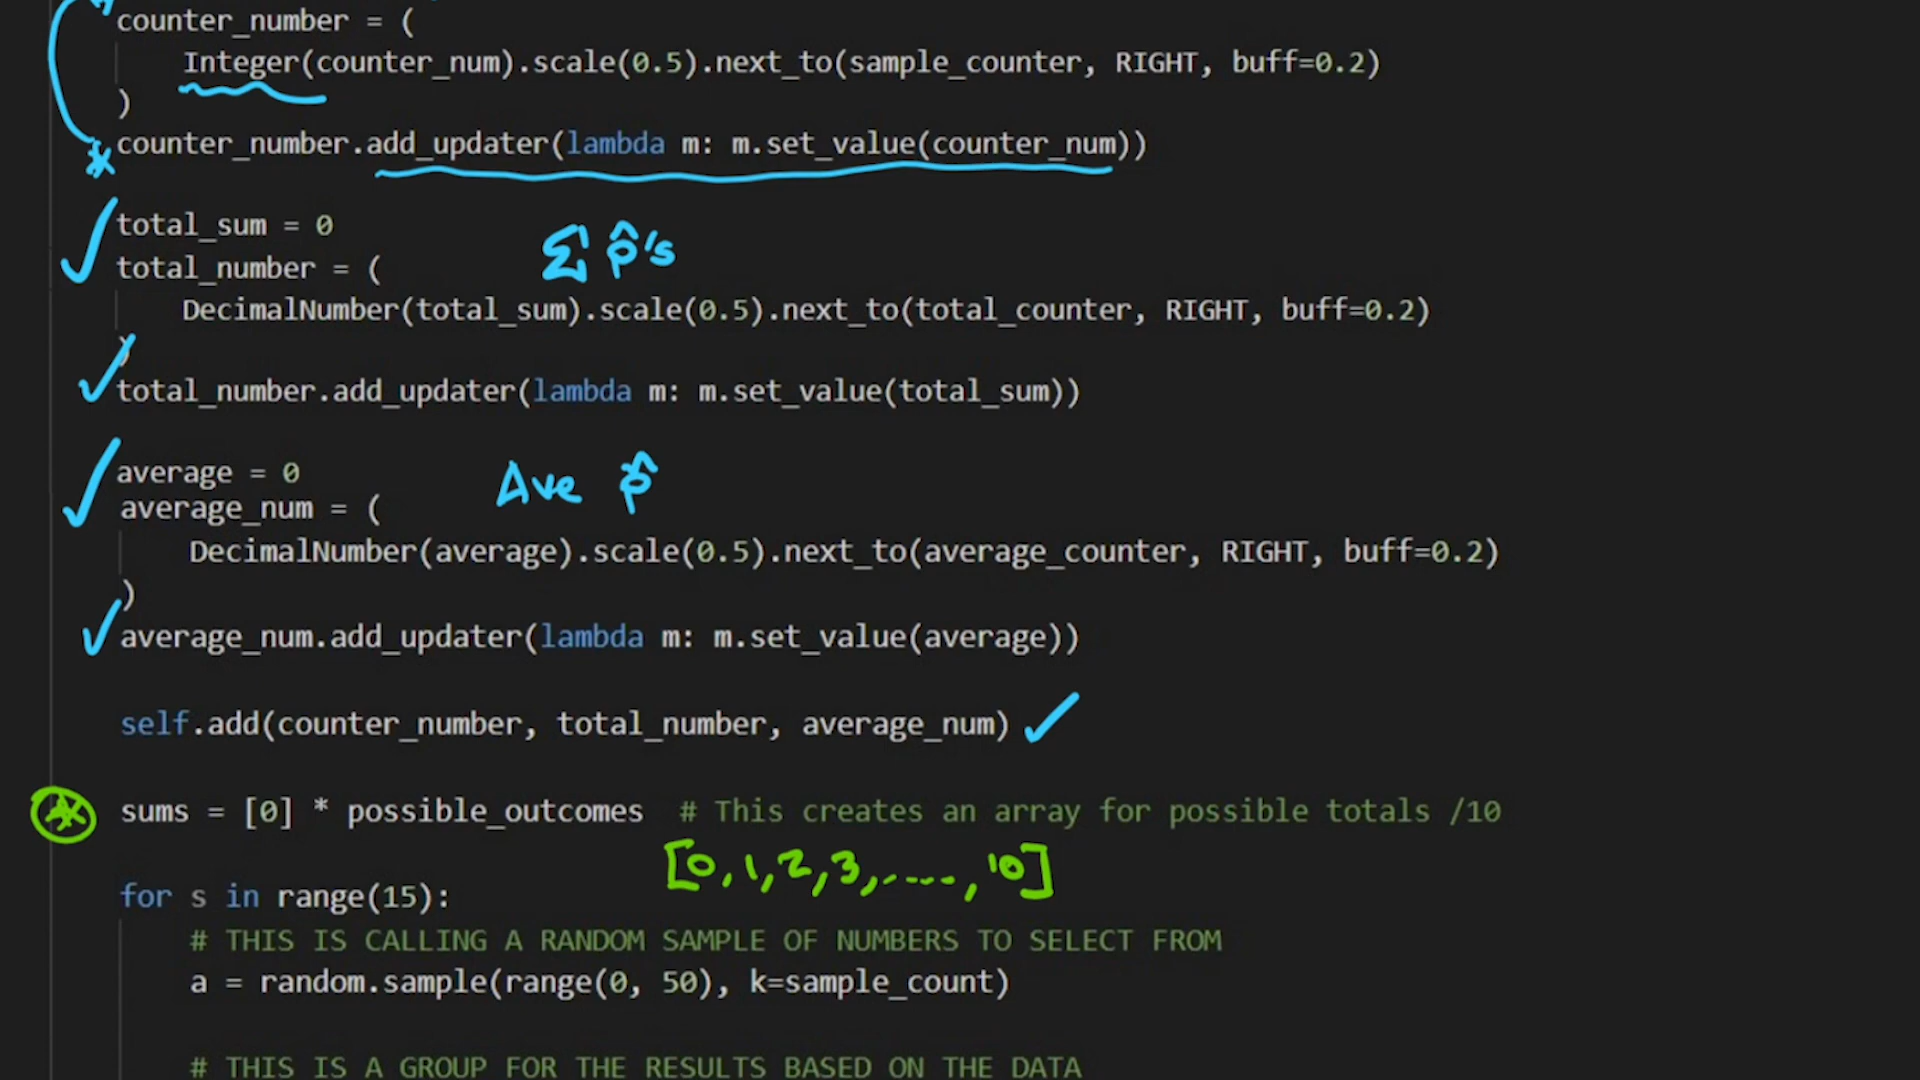 counter_number = (
Integer(counter_num).scale(0.5).next_to(sample_counter, RIGHT, buff=0.2)
)
counter_number.add_updater(lambda m: m.set_value(counter_num))
total_sum = 0
Σ p̂'s
total_number = (
DecimalNumber(total_sum).scale(0.5).next_to(total_counter, RIGHT, buff=0.2)
)
total_number.add_updater(lambda m: m.set_value(total_sum))
average = 0
Ave p̂
average_num = (
DecimalNumber(average).scale(0.5).next_to(average_counter, RIGHT, buff=0.2)
)
average_num.add_updater(lambda m: m.set_value(average))
self.add(counter_number, total_number, average_num)
sums = [0] * possible_outcomes  # This creates an array for possible totals /10
[0,1,2,3,....,10]
for s in range(15):
# THIS IS CALLING A RANDOM SAMPLE OF NUMBERS TO SELECT FROM
a = random.sample(range(0, 50), k=sample_count)
# THIS IS A GROUP FOR THE RESULTS BASED ON THE DATA